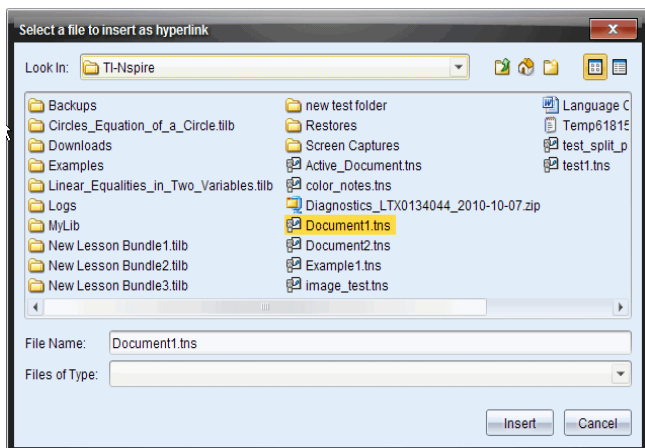 Select a file to insert as hyperlink
Look In: TI-Nspire
Backups
Circles_Equation_of_a_Circle.tilb
Downloads
Examples
Linear_Equalities_in_Two_Variables.tilb
Logs
MyLib
New Lesson Bundle1.tilb
New Lesson Bundle2.tilb
New Lesson Bundle3.tilb
new test folder
Restores
Screen Captures
Active_Document.tns
color_notes.tns
Diagnostics_LTX0134044_2010-10-07.zip
Document1.tns
Document2.tns
Example1.tns
image_test.tns
Language C
Temp61815
test_split_p
test1.tns
File Name: Document1.tns
Files of Type:
Insert Cancel